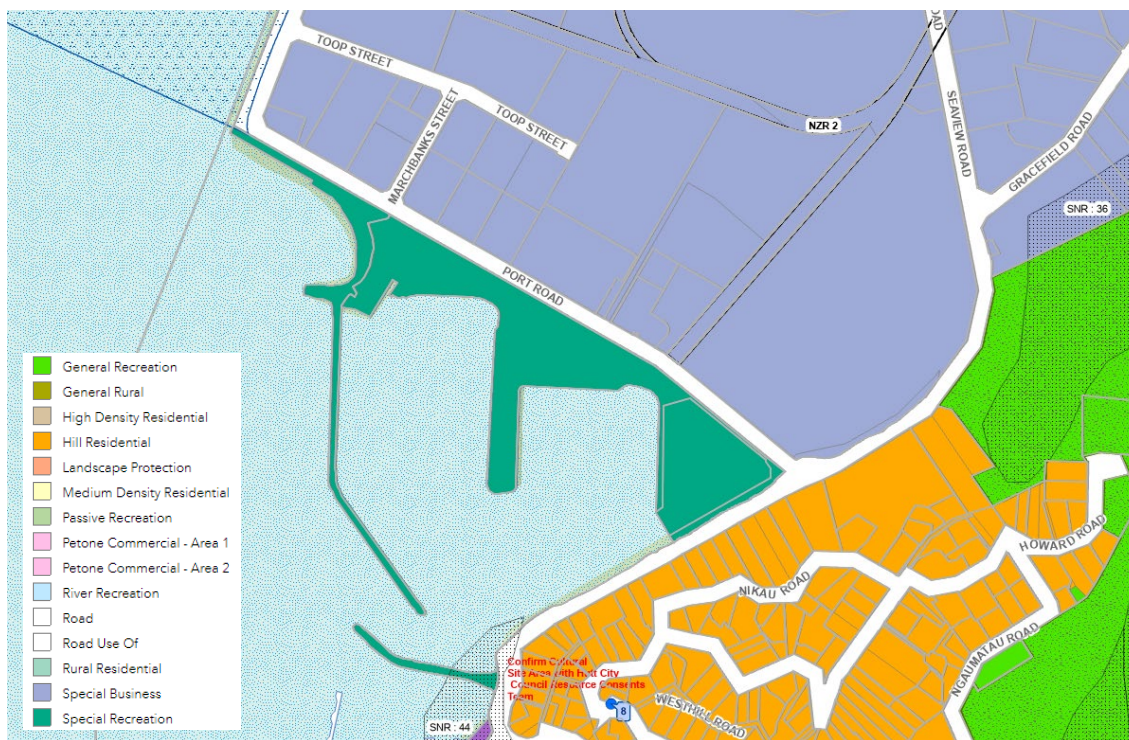 TOOP STREET
MARCHBANKS STREET
TOOP STREET
NZR 2
ROAD
SEAVIEW ROAD
GRACEFIELD ROAD
SNR : 36
PORT ROAD
General Recreation
General Rural
High Density Residential
Hill Residential
Landscape Protection
Medium Density Residential
Passive Recreation
Petone Commercial - Area 1
Petone Commercial - Area 2
River Recreation
Road
Road Use Of
Rural Residential
Special Business
Special Recreation
HOWARD ROAD
NIKAU ROAD
NGAUMATAU ROAD
Confirm Cultural
Site Area with Hutt City
Council Resource Consents
Team
8
WESTHILL ROAD
SNR : 44